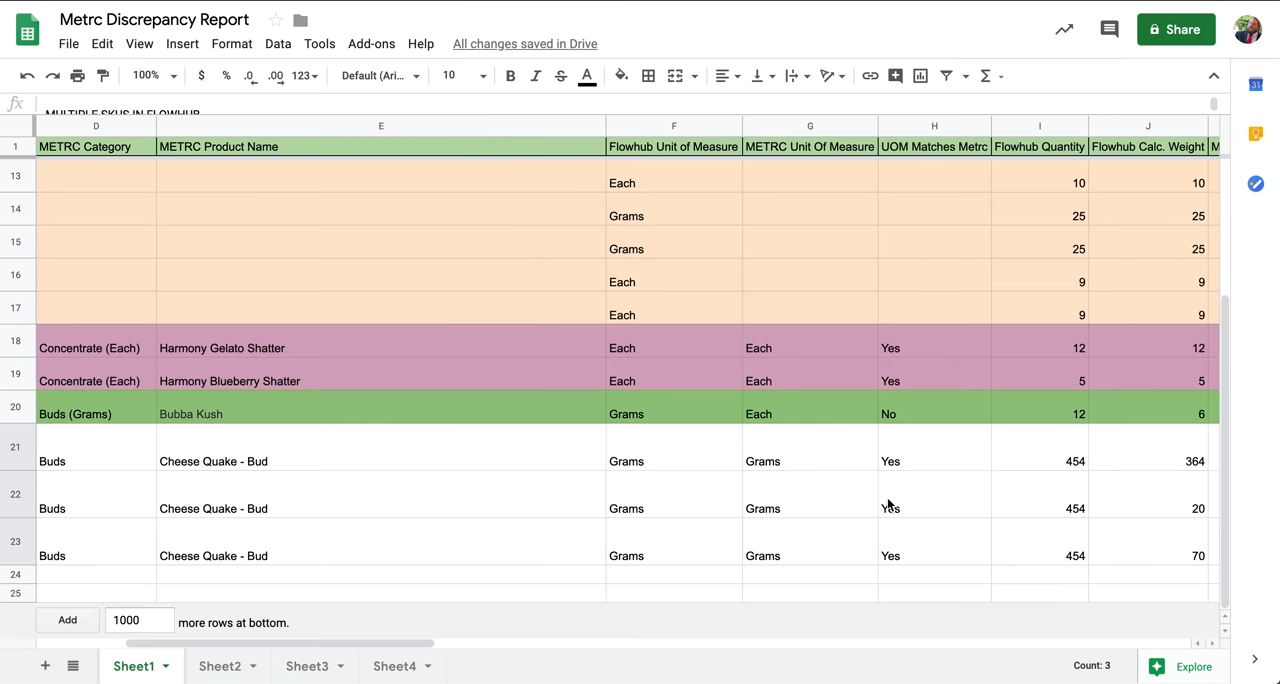 Metrc Discrepancy Report
File Edit View Insert Format Data Tools Add-ons Help All changes saved in Drive
Share
100% $ % .0 .00 123 Default (Ari... 10 B I S A
31
fx MULTIPLE SKUS IN FLOWHUB
D E F G H I J
1 METRC Category METRC Product Name Flowhub Unit of Measure METRC Unit Of Measure UOM Matches Metrc Flowhub Quantity Flowhub Calc. Weight M
13 Each 10 10
14 Grams 25 25
15 Grams 25 25
16 Each 9 9
17 Each 9 9
18 Concentrate (Each) Harmony Gelato Shatter Each Each Yes 12 12
19 Concentrate (Each) Harmony Blueberry Shatter Each Each Yes 5 5
20 Buds (Grams) Bubba Kush Grams Each No 12 6
21 Buds Cheese Quake - Bud Grams Grams Yes 454 364
22 Buds Cheese Quake - Bud Grams Grams Yes 454 20
23 Buds Cheese Quake - Bud Grams Grams Yes 454 70
24
25
Add 1000 more rows at bottom.
Sheet1 Sheet2 Sheet3 Sheet4 Count: 3 Explore